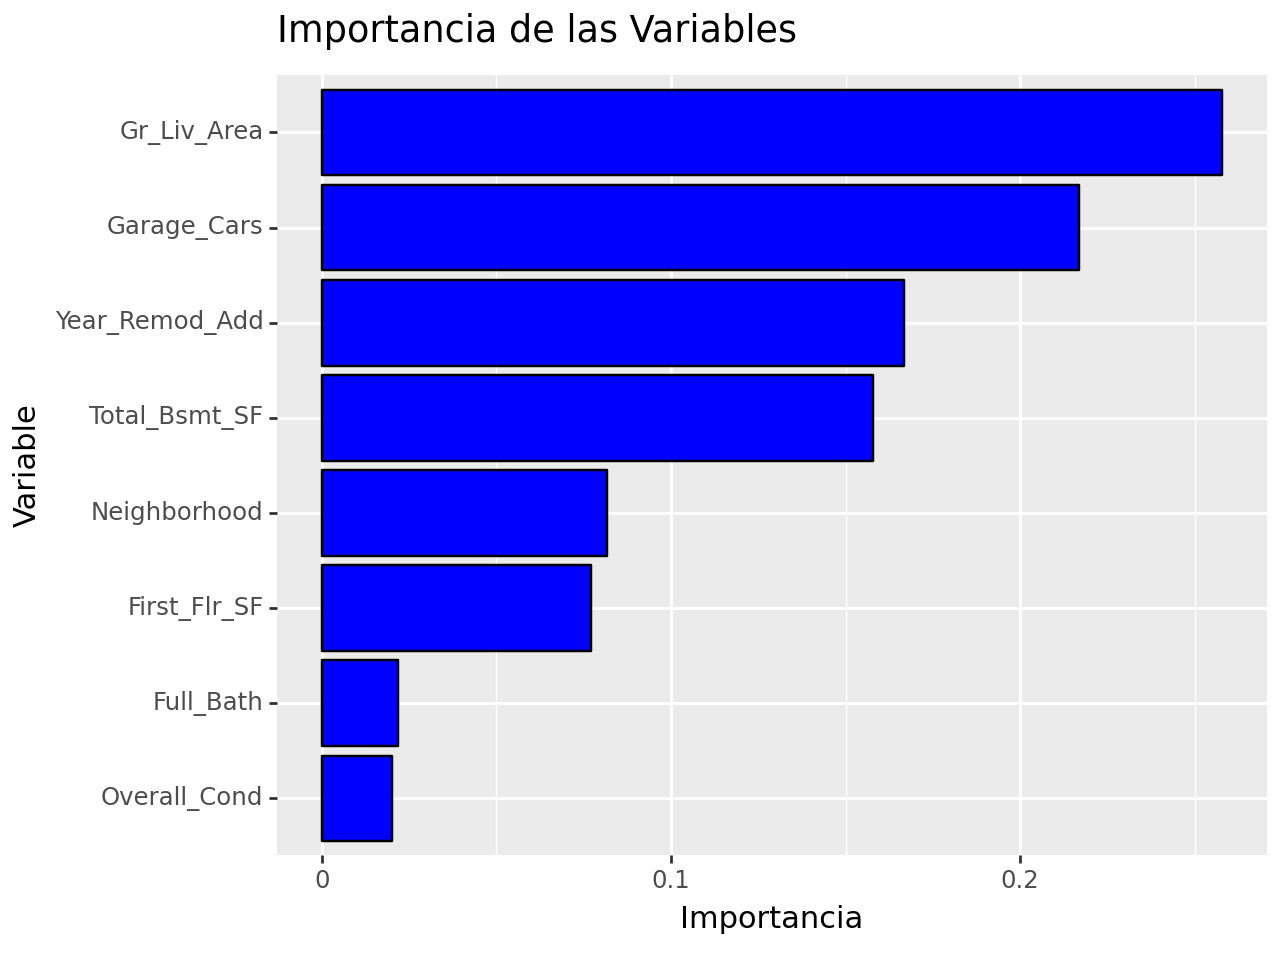 Importancia de las Variables
Variable
Gr_Liv_Area
Garage_Cars
Year_Remod_Add
Total_Bsmt_SF
Neighborhood
First_Flr_SF
Full_Bath
Overall_Cond
0 0.1 0.2
Importancia